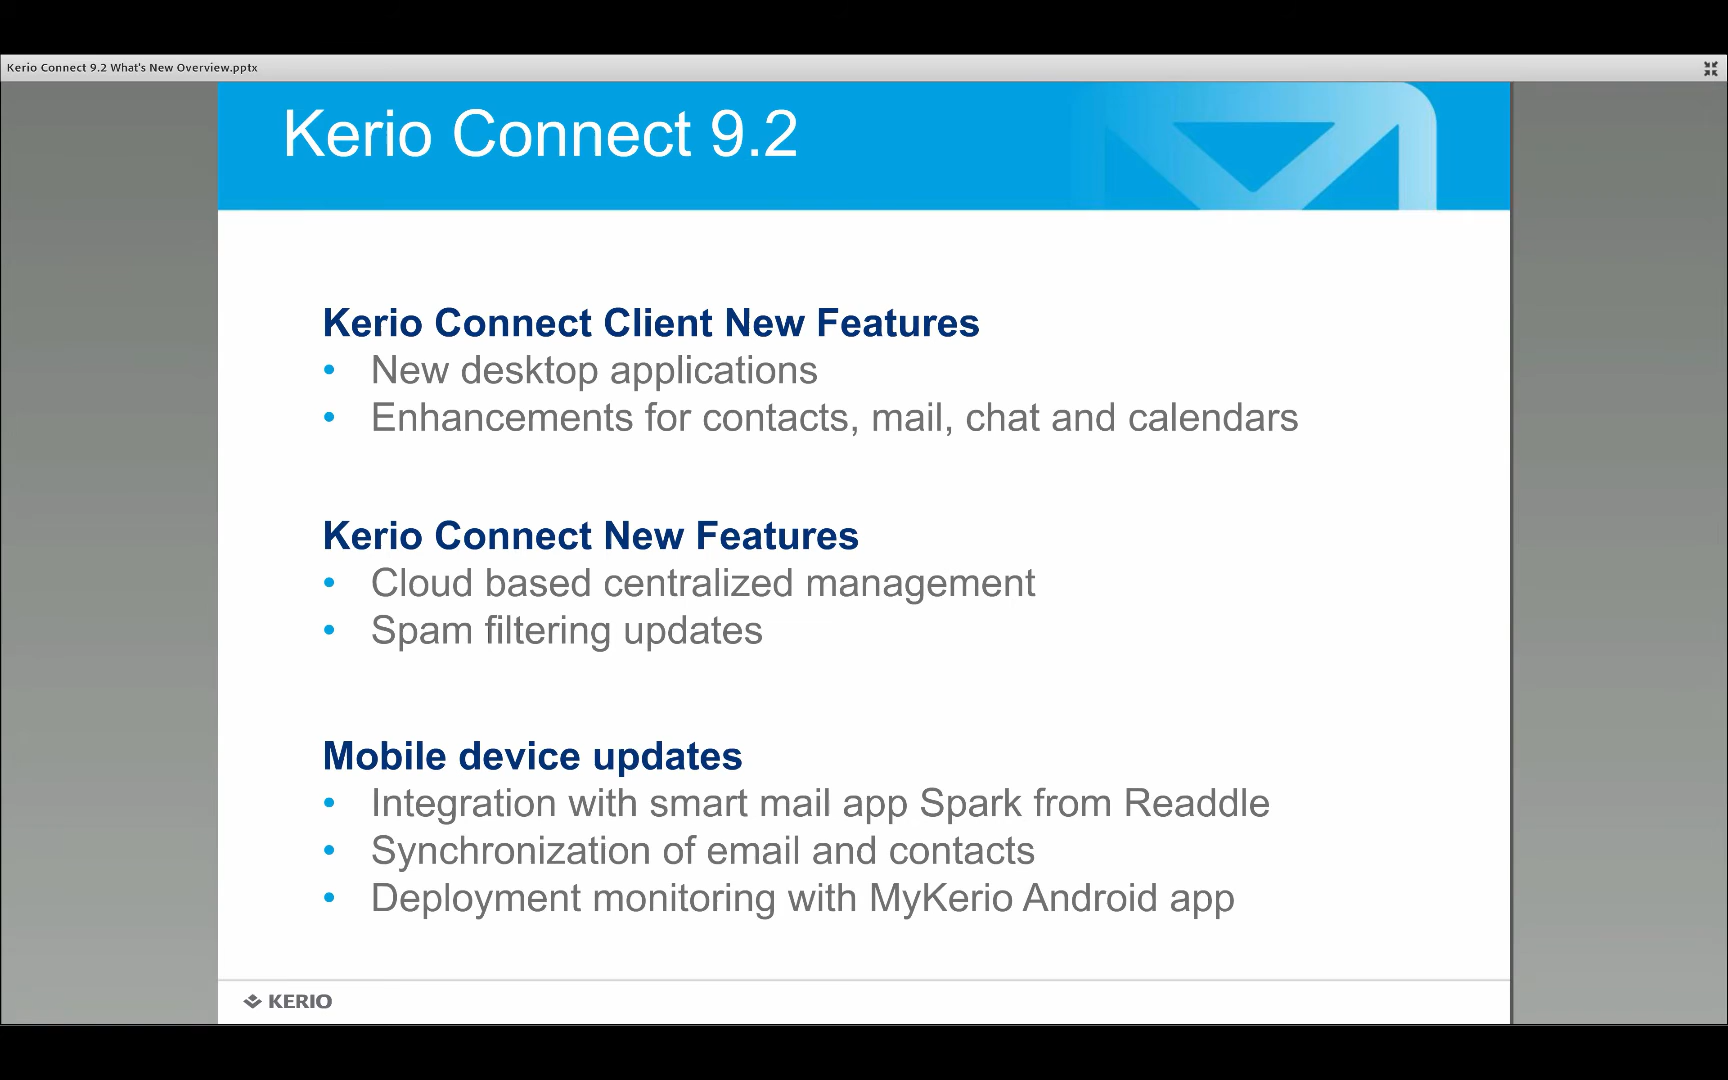 Kerio Connect 9.2 What's New Overview.pptx
Kerio Connect 9.2
Kerio Connect Client New Features
• New desktop applications
• Enhancements for contacts, mail, chat and calendars
Kerio Connect New Features
• Cloud based centralized management
• Spam filtering updates
Mobile device updates
• Integration with smart mail app Spark from Readdle
• Synchronization of email and contacts
• Deployment monitoring with MyKerio Android app
KERIO